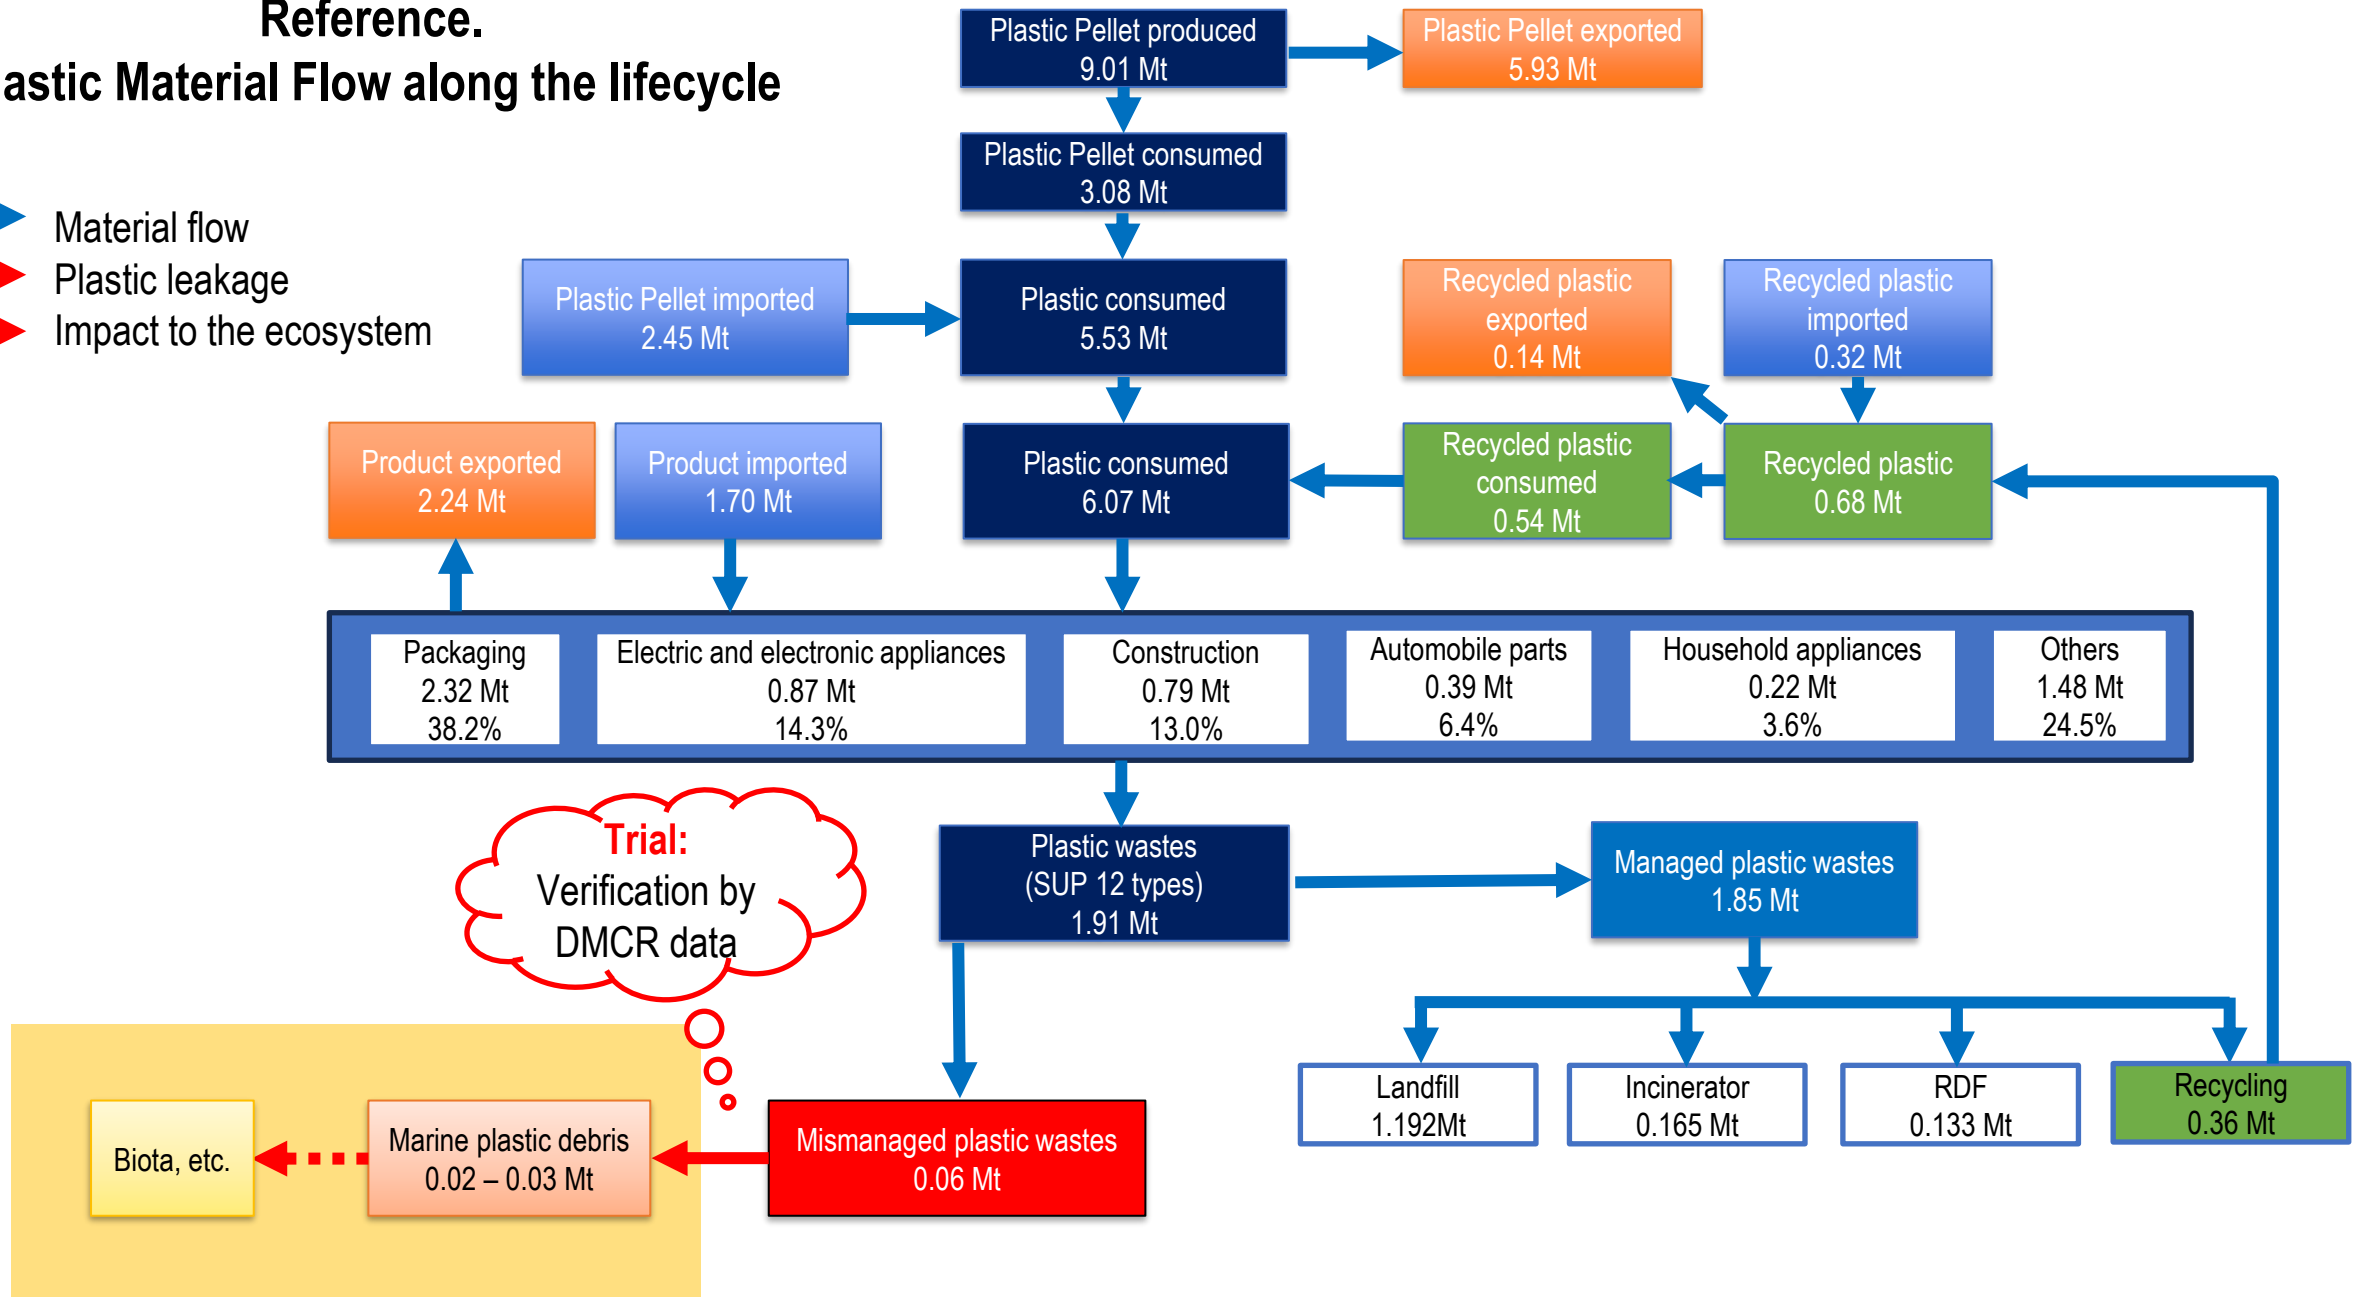 Reference.
astic Material Flow along the lifecycle
Material flow
Plastic leakage
Impact to the ecosystem
Plastic Pellet produced
9.01 Mt
Plastic Pellet exported
5.93 Mt
Plastic Pellet consumed
3.08 Mt
Plastic Pellet imported
2.45 Mt
Plastic consumed
5.53 Mt
Recycled plastic
exported
0.14 Mt
Recycled plastic
imported
0.32 Mt
Product exported
2.24 Mt
Product imported
1.70 Mt
Plastic consumed
6.07 Mt
Recycled plastic
consumed
0.54 Mt
Recycled plastic
0.68 Mt
Packaging
2.32 Mt
38.2%
Electric and electronic appliances
0.87 Mt
14.3%
Construction
0.79 Mt
13.0%
Automobile parts
0.39 Mt
6.4%
Household appliances
0.22 Mt
3.6%
Others
1.48 Mt
24.5%
Trial:
Verification by
DMCR data
Plastic wastes
(SUP 12 types)
1.91 Mt
Managed plastic wastes
1.85 Mt
Landfill
1.192Mt
Incinerator
0.165 Mt
RDF
0.133 Mt
Recycling
0.36 Mt
Biota, etc.
Marine plastic debris
0.02 – 0.03 Mt
Mismanaged plastic wastes
0.06 Mt